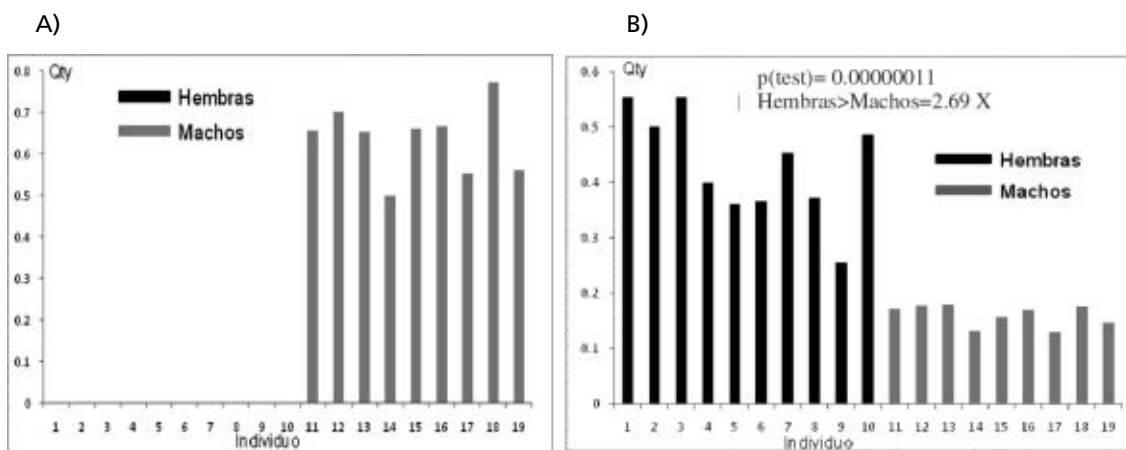 A)
Qty
0.8
0.7
0.6
0.5
0.4
0.3
0.2
0.1
0
Hembras
Machos
1 2 3 4 5 6 7 8 9 10 11 12 13 14 15 16 17 18 19
Individuo
B)
Qty
0.6
0.5
0.4
0.3
0.2
0.1
0
p(test)= 0.00000011
Hembras>Machos=2.69 X
Hembras
Machos
1 2 3 4 5 6 7 8 9 10 11 12 13 14 15 16 17 18 19
Individuo